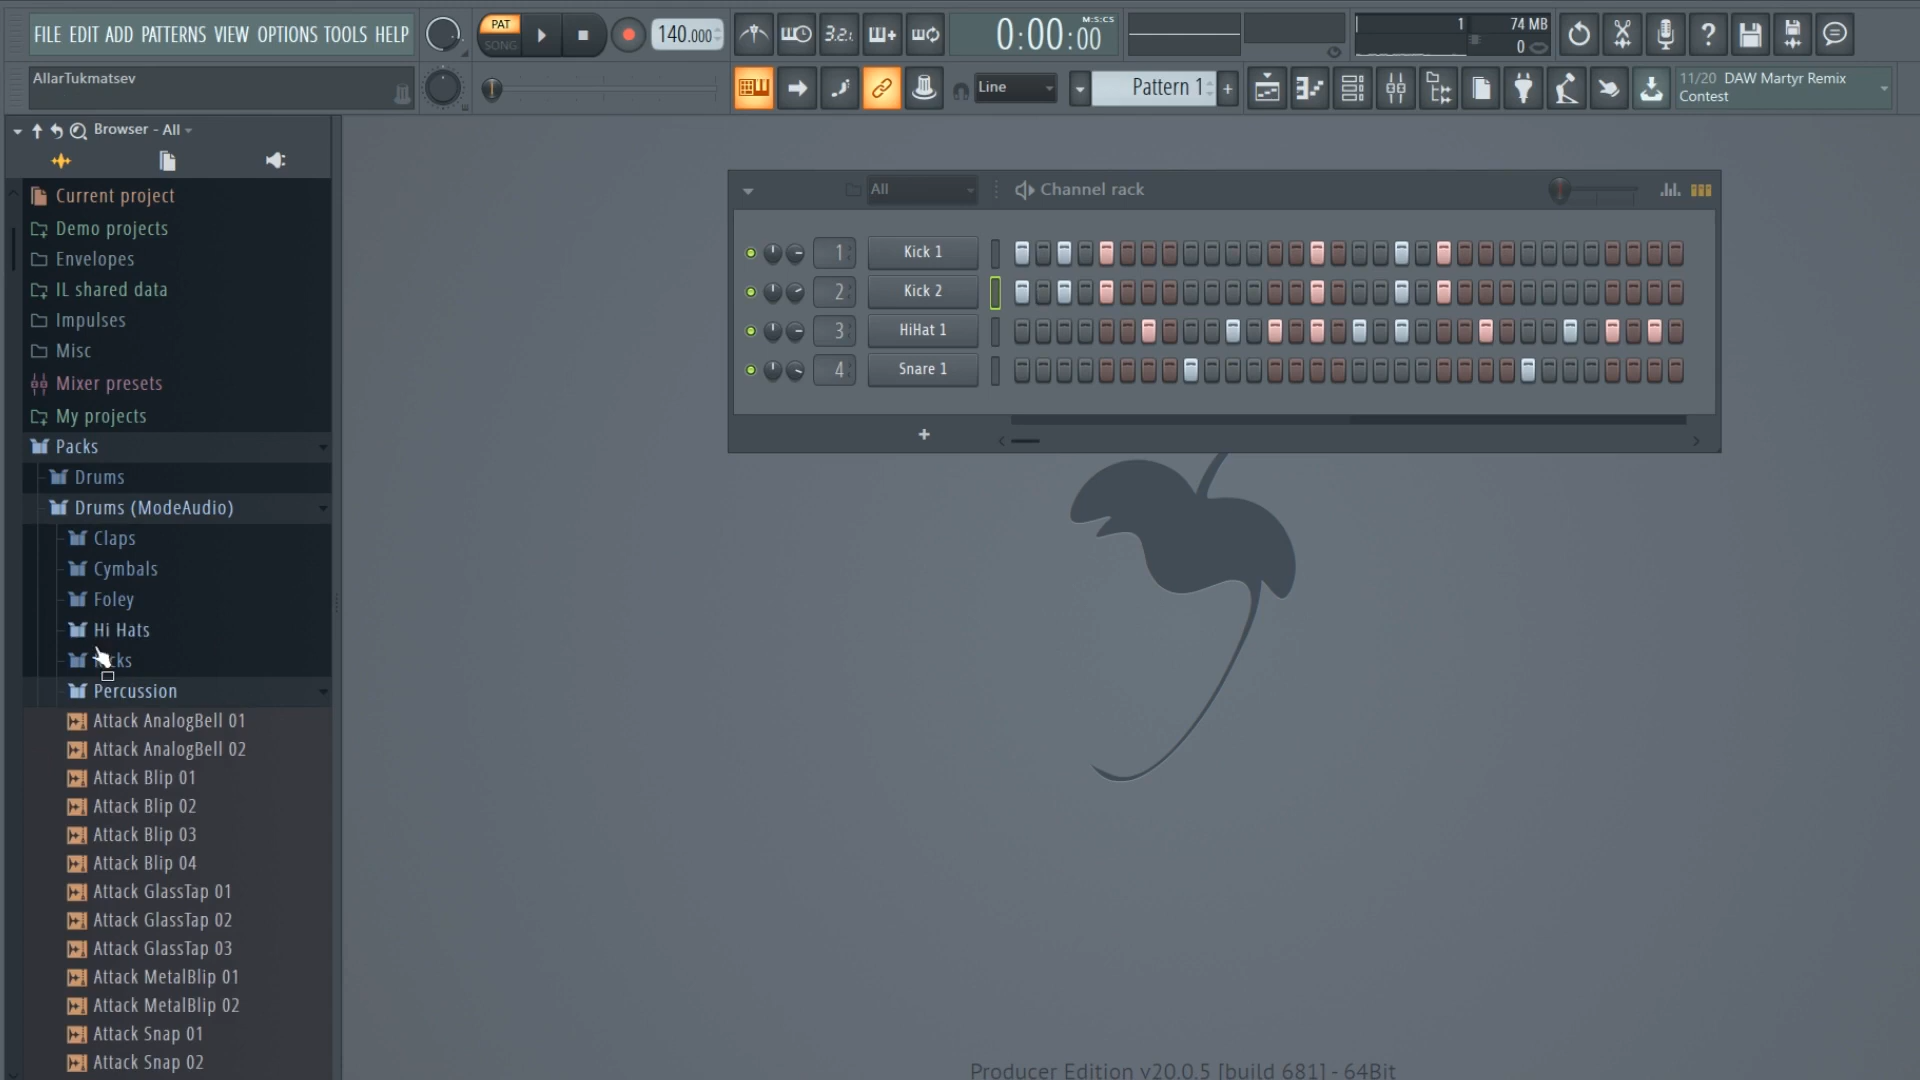 FILE EDIT ADD PATTERNS VIEW OPTIONS TOOLS HELP
PAT
SONG
140.000
3.2.
M:S:CS
0:00:00
1
74 MB
0
AllarTukmatsev
Line
Pattern 1
11/20 DAW Martyr Remix
Contest
Browser - All
Current project
Demo projects
Envelopes
IL shared data
Impulses
Misc
Mixer presets
My projects
Packs
Drums
Drums (ModeAudio)
Claps
Cymbals
Foley
Hi Hats
Percussion
Attack AnalogBell 01
Attack AnalogBell 02
Attack Blip 01
Attack Blip 02
Attack Blip 03
Attack Blip 04
Attack GlassTap 01
Attack GlassTap 02
Attack GlassTap 03
Attack MetalBlip 01
Attack MetalBlip 02
Attack Snap 01
Attack Snap 02
All
Channel rack
1 Kick 1
2 Kick 2
3 HiHat 1
4 Snare 1
Producer Edition v20.0.5 [build 681] - 64Bit